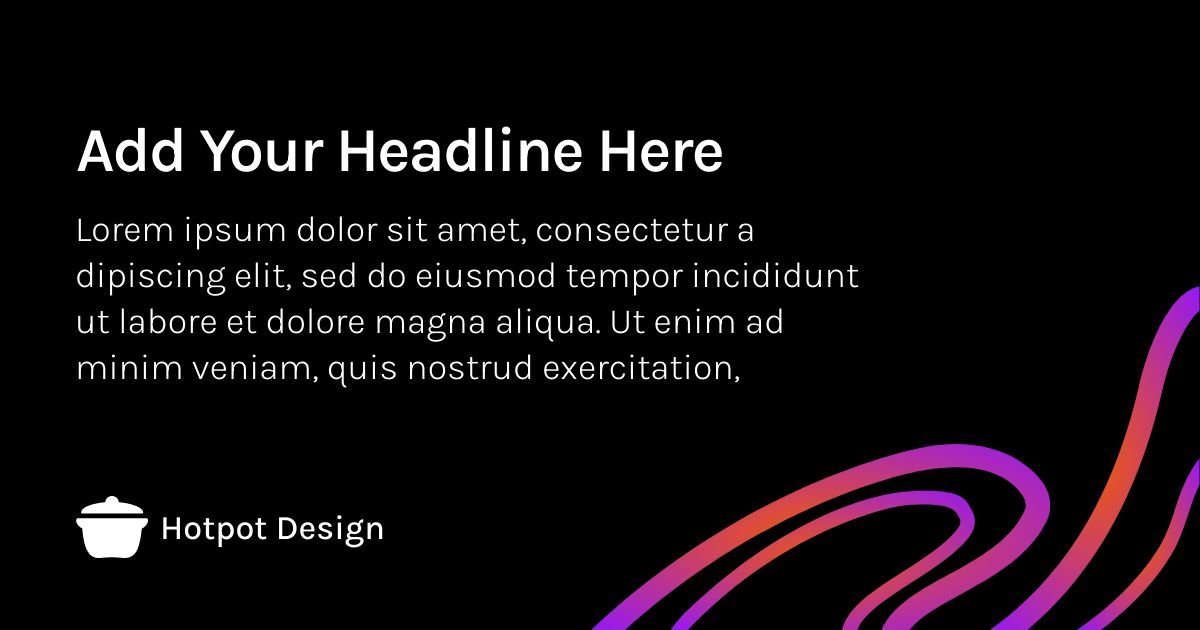 Add Your Headline Here
Lorem ipsum dolor sit amet, consectetur a
dipiscing elit, sed do eiusmod tempor incididunt
ut labore et dolore magna aliqua. Ut enim ad
minim veniam, quis nostrud exercitation,
Hotpot Design